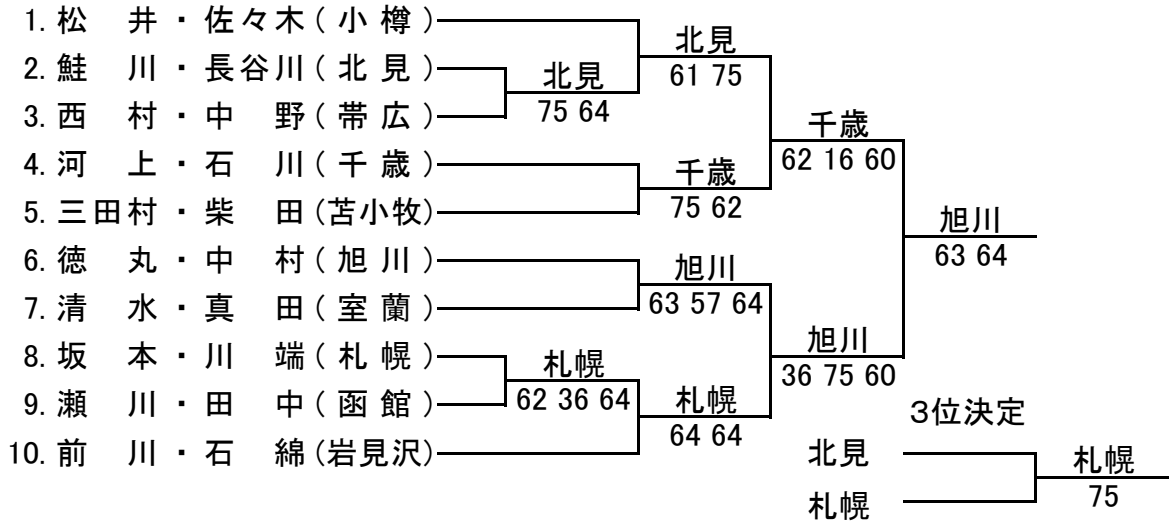 1. 松 井・佐々木(小 樽)
北見
2. 鮭 川・長谷川(北 見)
北見
61 75
3. 西 村・中 野(帯 広)
75 64
千歳
4. 河 上・石 川(千 歳)
千歳
62 16 60
5. 三田村・柴 田(苫小牧)
75 62
旭川
6. 徳 丸・中 村(旭 川)
旭川
63 64
7. 清 水・真 田(室 蘭)
63 57 64
8. 坂 本・川 端(札 幌)
札幌
旭川
36 75 60
9. 瀬 川・田 中(函 館)
62 36 64
札幌
3位決定
10. 前 川・石 綿(岩見沢)
64 64
北見
札幌
札幌
75